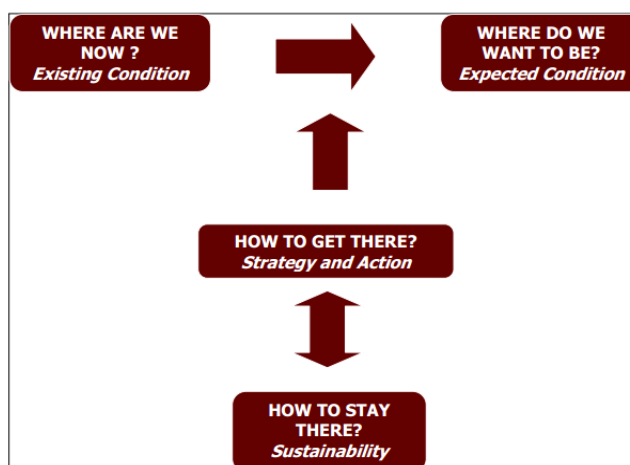 WHERE ARE WE
NOW ?
Existing Condition
WHERE DO WE
WANT TO BE?
Expected Condition
HOW TO GET THERE?
Strategy and Action
HOW TO STAY
THERE?
Sustainability